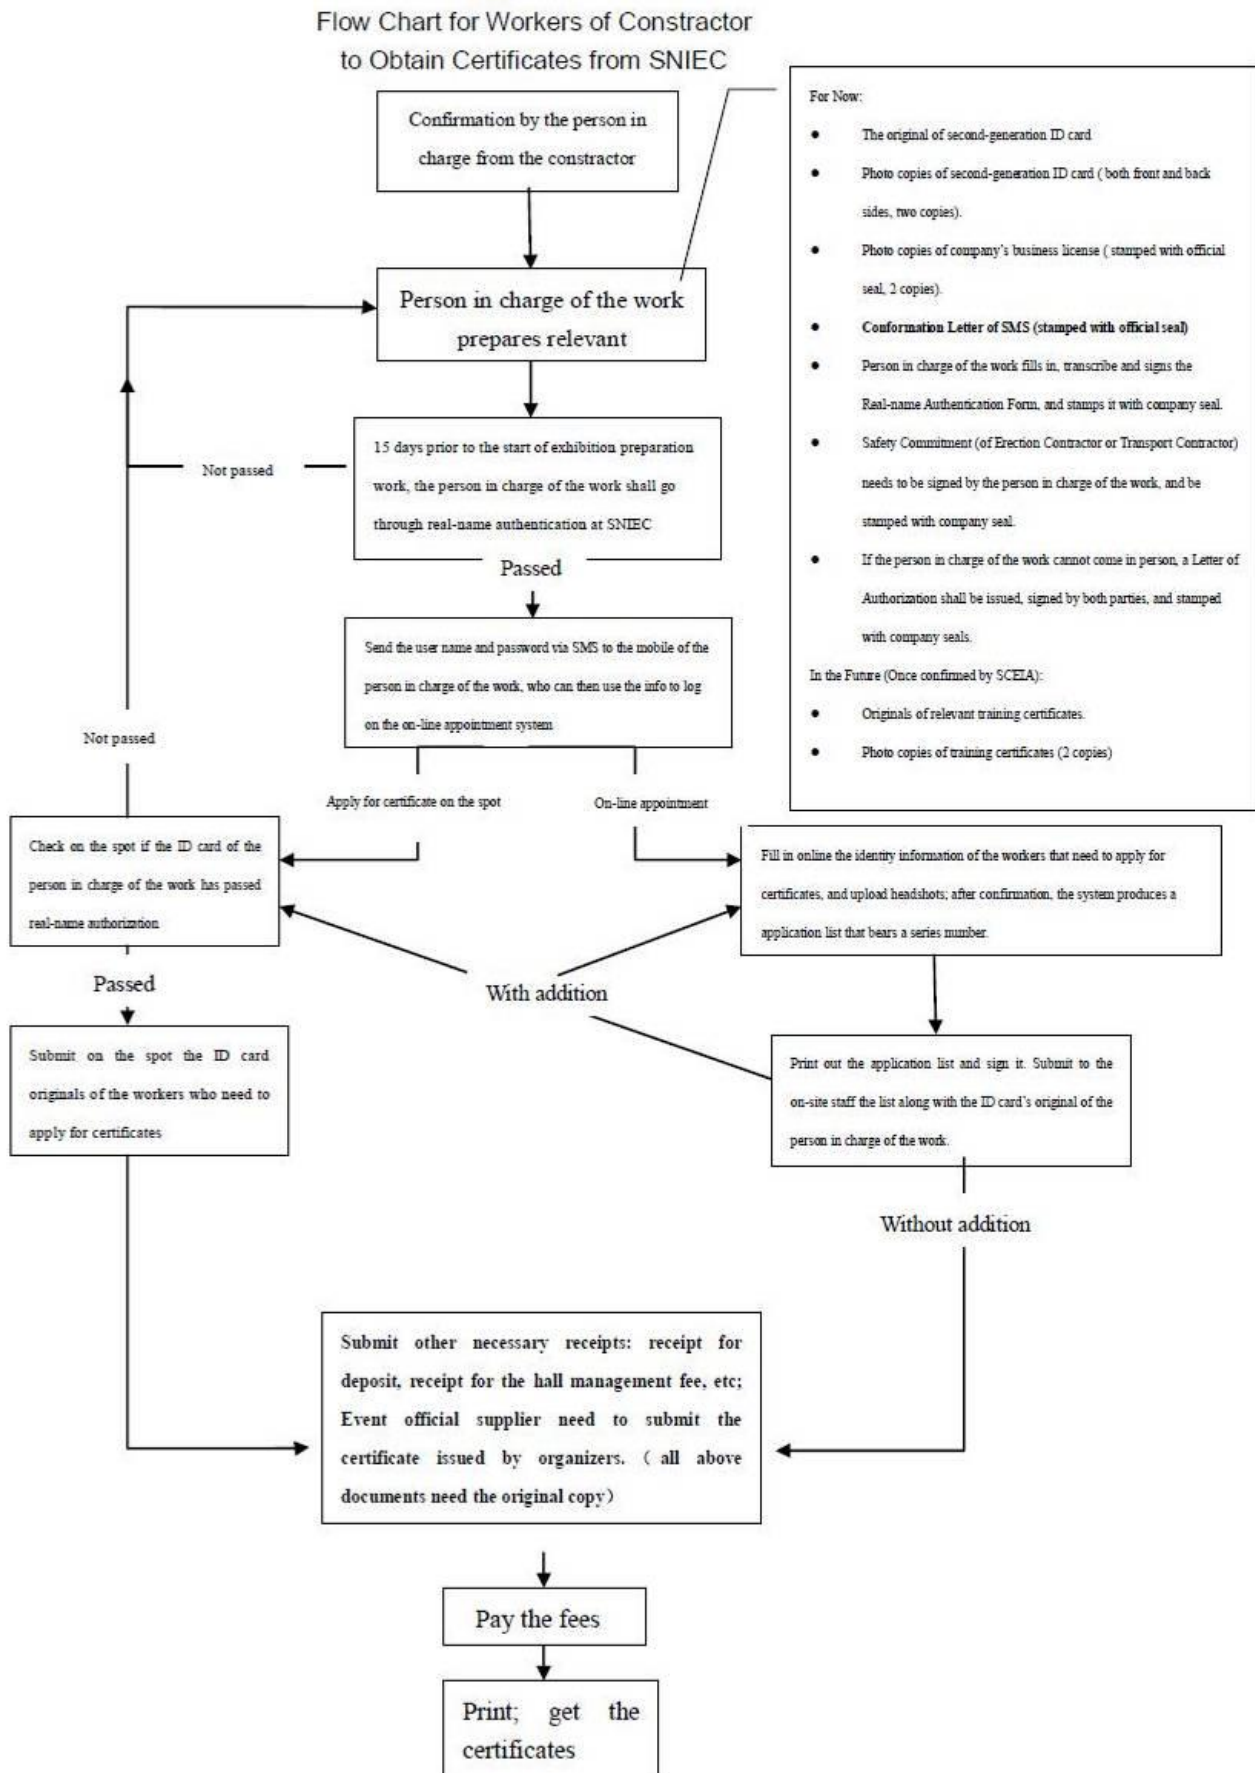 Flow Chart for Workers of Constractor
to Obtain Certificates from SNIEC
Confirmation by the person in
charge from the constractor
For Now:
● The original of second-generation ID card
● Photo copies of second-generation ID card ( both front and back
sides, two copies).
● Photo copies of company's business license ( stamped with official
seal, 2 copies).
● Conformation Letter of SMS (stamped with official seal)
● Person in charge of the work fills in, transcribe and signs the
Real-name Authentication Form, and stamps it with company seal.
● Safety Commitment (of Erection Contractor or Transport Contractor)
needs to be signed by the person in charge of the work, and be
stamped with company seal.
● If the person in charge of the work cannot come in person, a Letter of
Authorization shall be issued, signed by both parties, and stamped
with company seals.
In the Future (Once confirmed by SCEIA):
● Originals of relevant training certificates.
● Photo copies of training certificates (2 copies)
Person in charge of the work
prepares relevant
15 days prior to the start of exhibition preparation
work, the person in charge of the work shall go
through real-name authentication at SNIEC
Not passed
Passed
Send the user name and password via SMS to the mobile of the
person in charge of the work, who can then use the info to log
on the on-line appointment system
Not passed
Apply for certificate on the spot
On-line appointment
Check on the spot if the ID card of the
person in charge of the work has passed
real-name authorization
Fill in online the identity information of the workers that need to apply for
certificates, and upload headshots; after confirmation, the system produces a
application list that bears a series number.
Passed
With addition
Submit on the spot the ID card
originals of the workers who need to
apply for certificates
Print out the application list and sign it. Submit to the
on-site staff the list along with the ID card's original of the
person in charge of the work.
Without addition
Submit other necessary receipts: receipt for
deposit, receipt for the hall management fee, etc;
Event official supplier need to submit the
certificate issued by organizers. ( all above
documents need the original copy）
Pay the fees
Print; get the
certificates